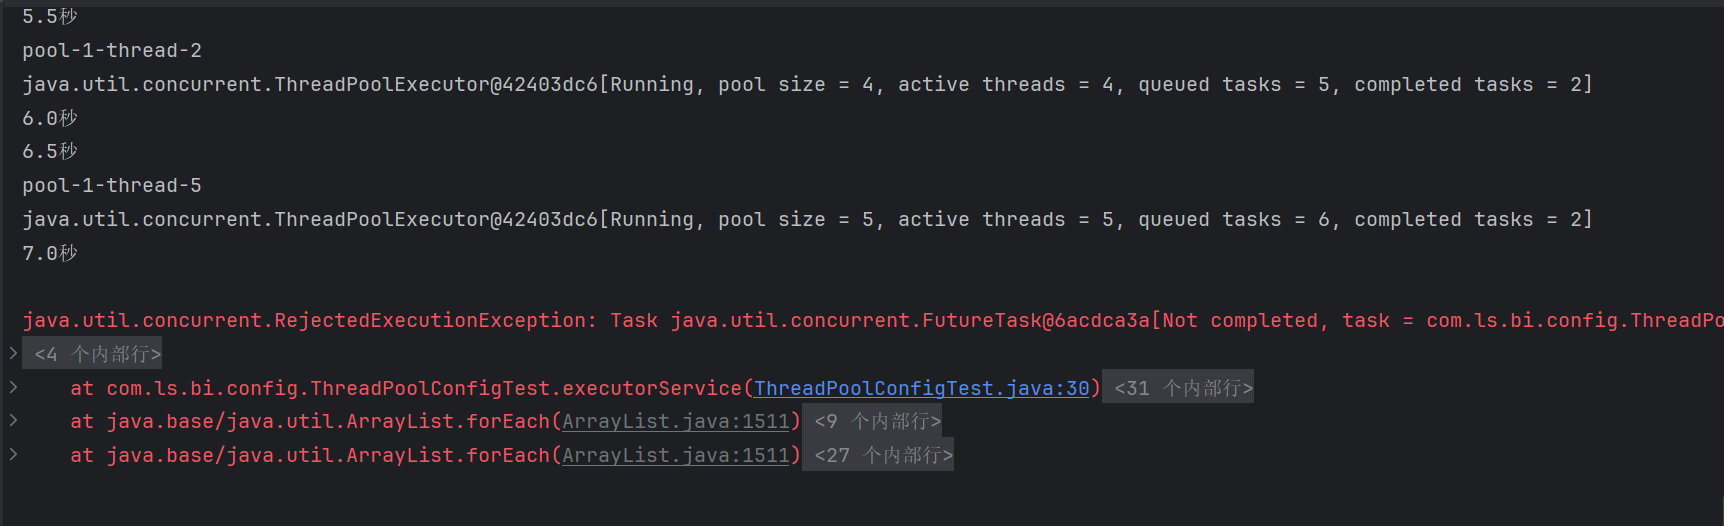 5.5秒
pool-1-thread-2
java.util.concurrent.ThreadPoolExecutor@42403dc6[Running, pool size = 4, active threads = 4, queued tasks = 5, completed tasks = 2]
6.0秒
6.5秒
pool-1-thread-5
java.util.concurrent.ThreadPoolExecutor@42403dc6[Running, pool size = 5, active threads = 5, queued tasks = 6, completed tasks = 2]
7.0秒
java.util.concurrent.RejectedExecutionException: Task java.util.concurrent.FutureTask@6acdca3a[Not completed, task = com.ls.bi.config.ThreadPo
<4 个内部行>
at com.ls.bi.config.ThreadPoolConfigTest.executorService(ThreadPoolConfigTest.java:30) <31 个内部行>
at java.base/java.util.ArrayList.forEach(ArrayList.java:1511) <9 个内部行>
at java.base/java.util.ArrayList.forEach(ArrayList.java:1511) <27 个内部行>